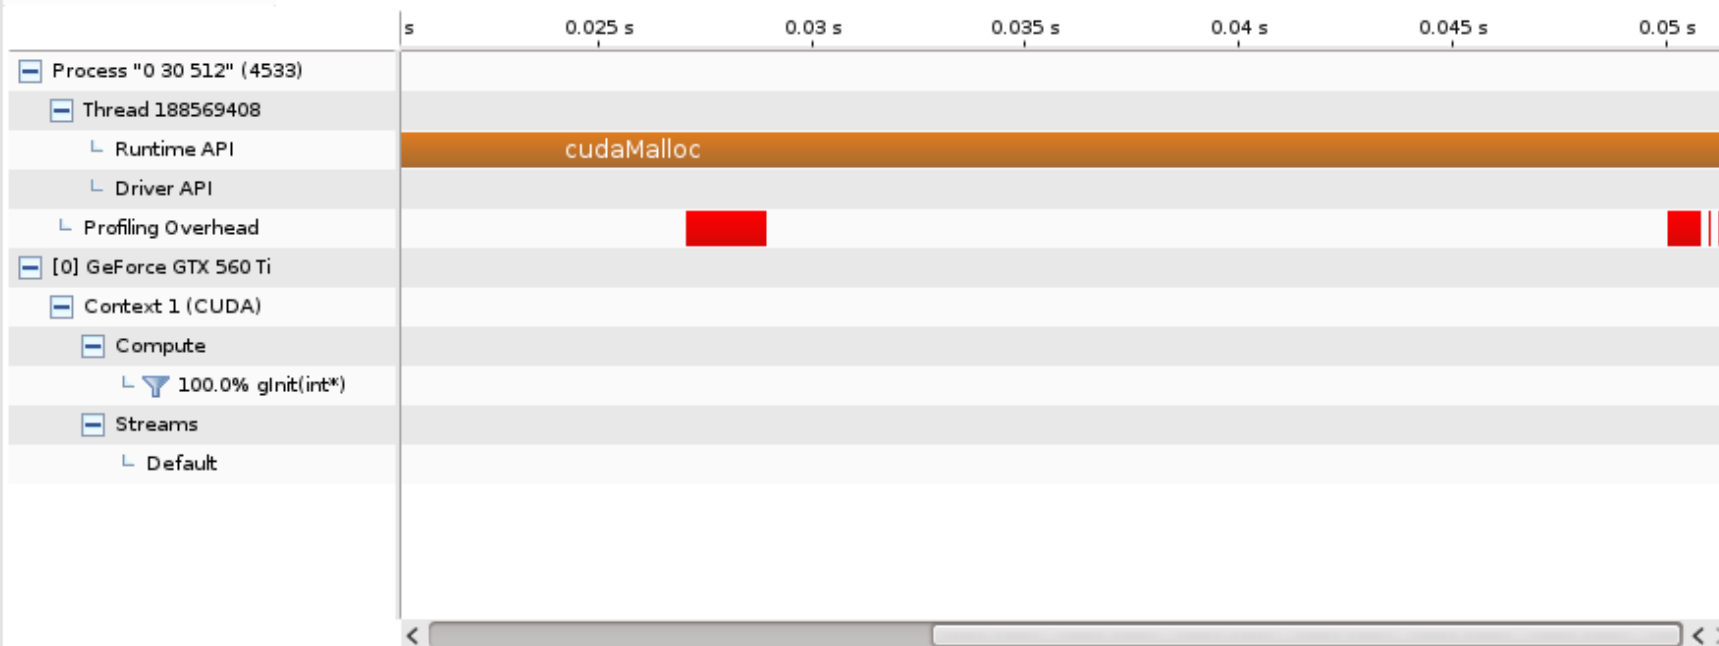 s 0.025 s 0.03 s 0.035 s 0.04 s 0.045 s 0.05 s
Process "0 30 512" (4533)
Thread 188569408
Runtime API cudaMalloc
Driver API
Profiling Overhead
[0] GeForce GTX 560 Ti
Context 1 (CUDA)
Compute
100.0% gInit(int*)
Streams
Default